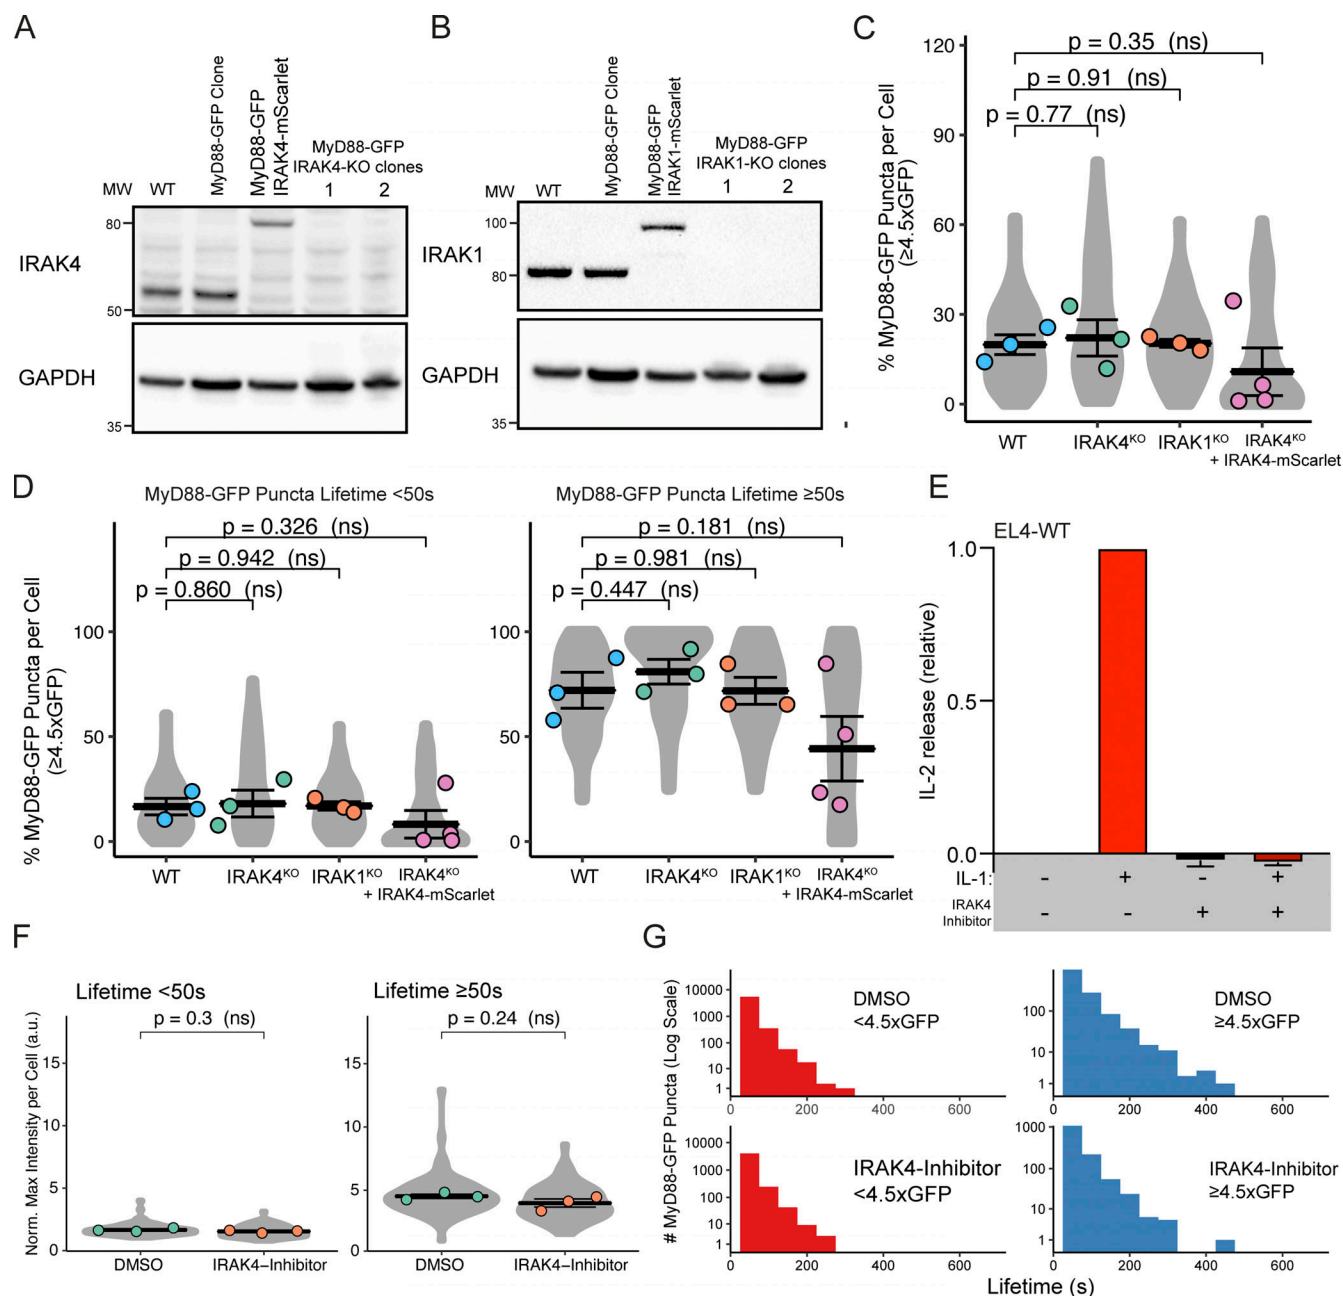 A
MW
WT
MyD88-GFP Clone
MyD88-GFP
IRAK4-mScarlet
MyD88-GFP
IRAK4-KO clones
1
2
80
IRAK4
50
GAPDH
35
B
MW
WT
MyD88-GFP Clone
MyD88-GFP
IRAK1-mScarlet
MyD88-GFP
IRAK1-KO clones
1
2
100
IRAK1
80
GAPDH
35
C
% MyD88-GFP Puncta per Cell
(≥4.5xGFP)
120
90
60
30
0
p = 0.35 (ns)
p = 0.91 (ns)
p = 0.77 (ns)
WT
IRAK4KO
IRAK1KO
IRAK4KO
+ IRAK4-mScarlet
D
% MyD88-GFP Puncta per Cell
(≥4.5xGFP)
MyD88-GFP Puncta Lifetime <50s
p = 0.326 (ns)
p = 0.942 (ns)
p = 0.860 (ns)
100
50
0
WT
IRAK4KO
IRAK1KO
IRAK4KO
+ IRAK4-mScarlet
MyD88-GFP Puncta Lifetime ≥50s
p = 0.181 (ns)
p = 0.981 (ns)
p = 0.447 (ns)
100
50
0
WT
IRAK4KO
IRAK1KO
IRAK4KO
+ IRAK4-mScarlet
E
EL4-WT
IL-2 release (relative)
1.0
0.5
0.0
IL-1: - + - +
IRAK4
Inhibitor - - + +
F
Norm. Max Intensity per Cell (a.u.)
Lifetime <50s
p = 0.3 (ns)
15
10
5
0
DMSO
IRAK4–Inhibitor
Lifetime ≥50s
p = 0.24 (ns)
15
10
5
0
DMSO
IRAK4–Inhibitor
G
# MyD88-GFP Puncta (Log Scale)
10000
1000
100
10
1
DMSO
<4.5xGFP
0 200 400 600
100
10
1
DMSO
≥4.5xGFP
0 200 400 600
10000
1000
100
10
1
IRAK4-Inhibitor
<4.5xGFP
0 200 400 600
1000
100
10
1
IRAK4-Inhibitor
≥4.5xGFP
0 200 400 600
Lifetime (s)